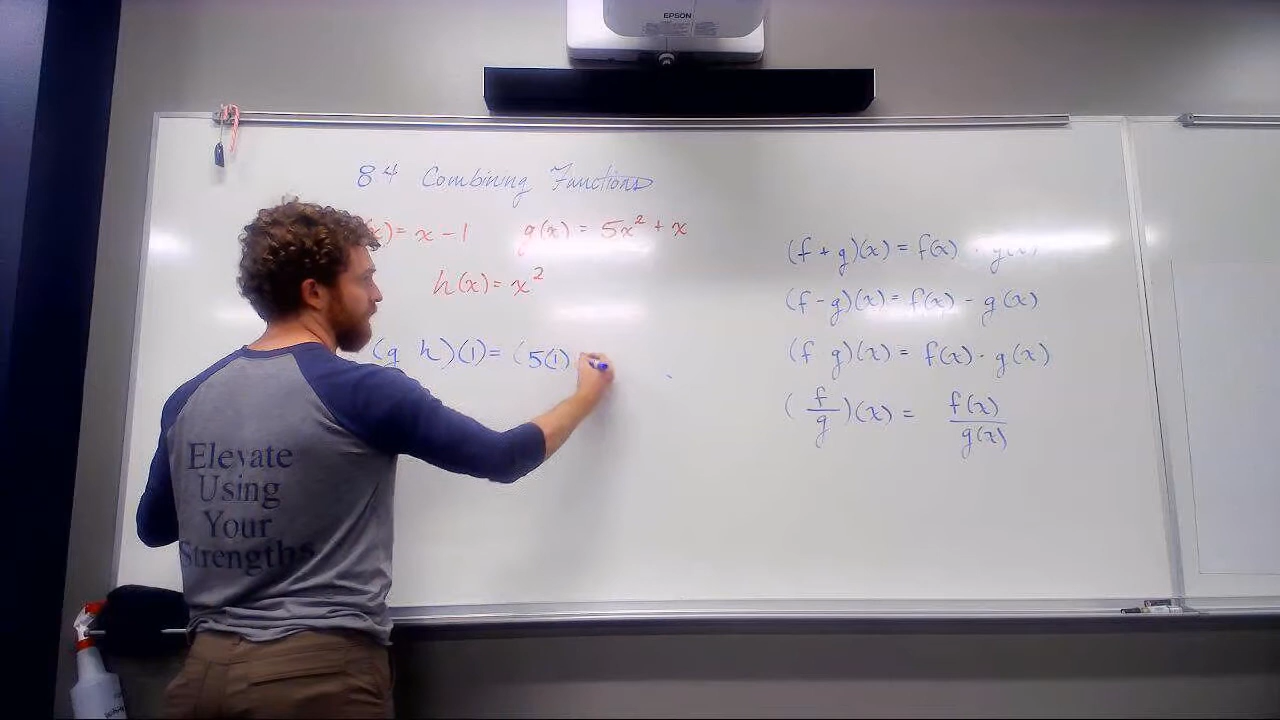 EPSON
8.4 Combining Functions
(x) = x - 1 g(x) = 5x² + x
h(x) = x²
(g h)(1) = (5(1)
(f + g)(x) = f(x) · g(x)
(f - g)(x) = f(x) - g(x)
(f g)(x) = f(x) · g(x)
(f/g)(x) = f(x)/g(x)
Elevate
Using
Your
Strengths